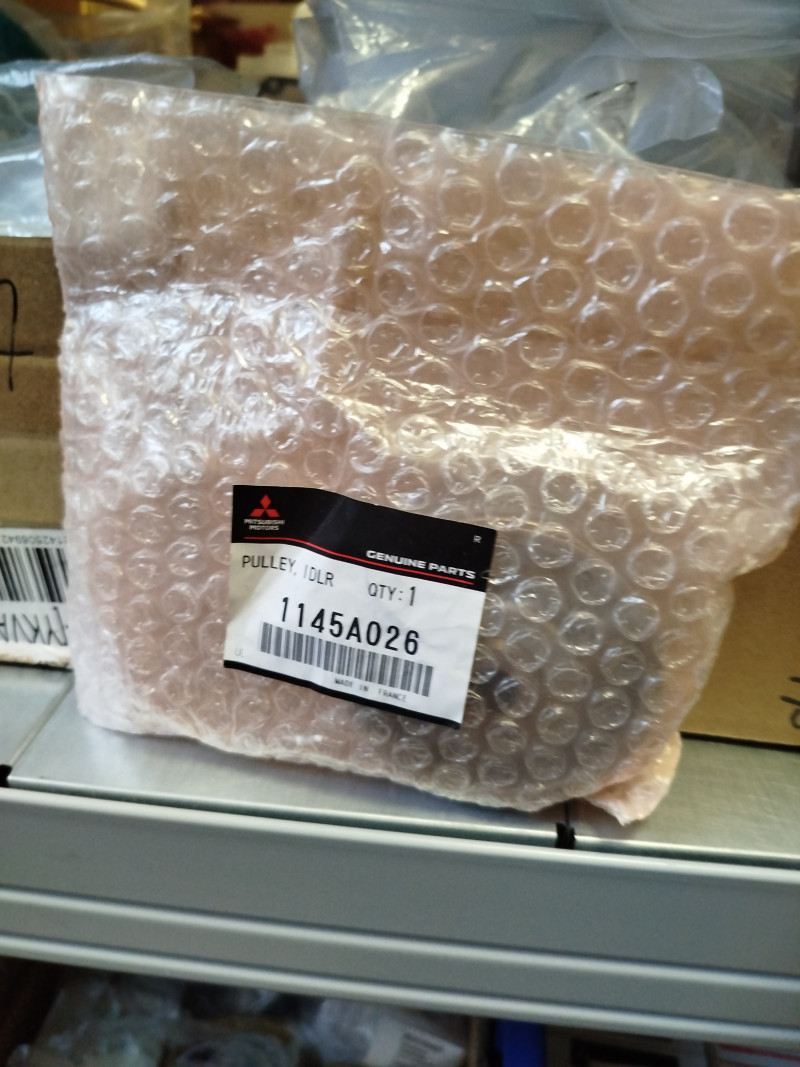 MITSUBISHI
MOTORS
R
GENUINE PARTS
PULLEY, IDLR QTY:1
1145A026
MADE IN FRANCE